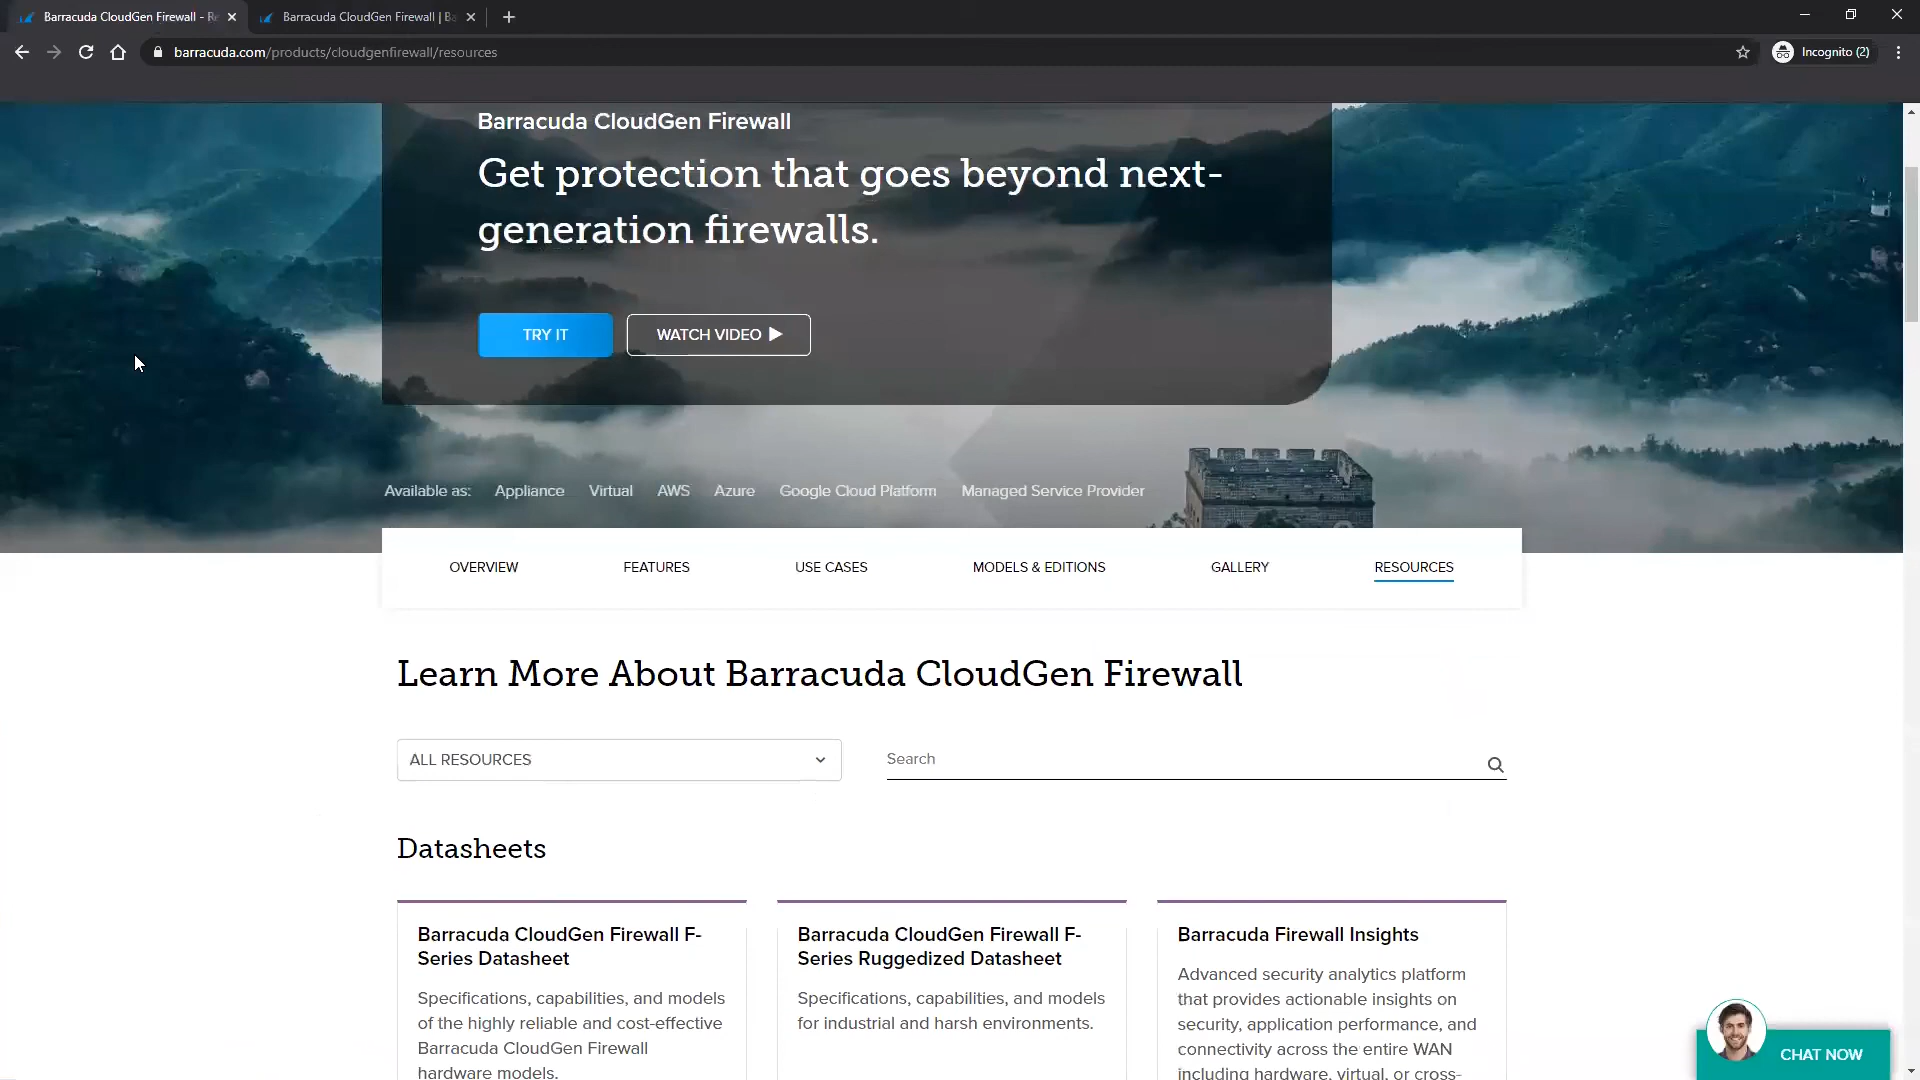 Barracuda CloudGen Firewall - Re
Barracuda CloudGen Firewall | Ba
barracuda.com/products/cloudgenfirewall/resources
Incognito (2)
Barracuda CloudGen Firewall
Get protection that goes beyond next-
generation firewalls.
TRY IT
WATCH VIDEO
Available as: Appliance Virtual AWS Azure Google Cloud Platform Managed Service Provider
OVERVIEW FEATURES USE CASES MODELS & EDITIONS GALLERY RESOURCES
Learn More About Barracuda CloudGen Firewall
ALL RESOURCES
Search
Datasheets
Barracuda CloudGen Firewall F-
Series Datasheet
Specifications, capabilities, and models
of the highly reliable and cost-effective
Barracuda CloudGen Firewall
hardware models.
Barracuda CloudGen Firewall F-
Series Ruggedized Datasheet
Specifications, capabilities, and models
for industrial and harsh environments.
Barracuda Firewall Insights
Advanced security analytics platform
that provides actionable insights on
security, application performance, and
connectivity across the entire WAN
including hardware, virtual, or cross-
CHAT NOW